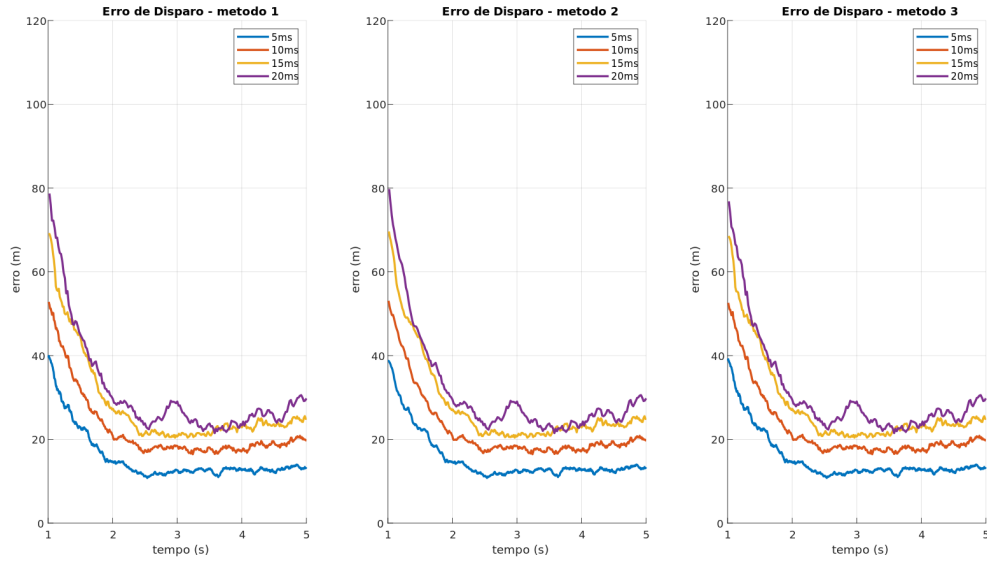 Erro de Disparo - metodo 1
5ms
10ms
15ms
20ms
120
100
80
60
40
20
0
erro (m)
1
2
3
4
5
tempo (s)
Erro de Disparo - metodo 2
5ms
10ms
15ms
20ms
120
100
80
60
40
20
0
erro (m)
1
2
3
4
5
tempo (s)
Erro de Disparo - metodo 3
5ms
10ms
15ms
20ms
120
100
80
60
40
20
0
erro (m)
1
2
3
4
5
tempo (s)